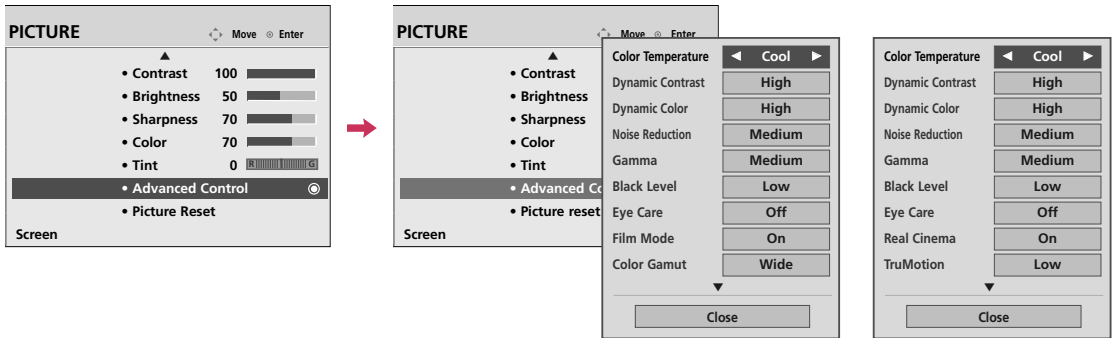 PICTURE
Move Enter
• Contrast 100
• Brightness 50
• Sharpness 70
• Color 70
• Tint 0 R G
• Advanced Control
• Picture Reset
Screen
PICTURE
Move Enter
• Contrast
• Brightness
• Sharpness
• Color
• Tint
• Advanced Co
• Picture reset
Screen
Color Temperature ◄ Cool ►
Dynamic Contrast High
Dynamic Color High
Noise Reduction Medium
Gamma Medium
Black Level Low
Eye Care Off
Film Mode On
Color Gamut Wide
Close
Color Temperature ◄ Cool ►
Dynamic Contrast High
Dynamic Color High
Noise Reduction Medium
Gamma Medium
Black Level Low
Eye Care Off
Real Cinema On
TruMotion Low
Close